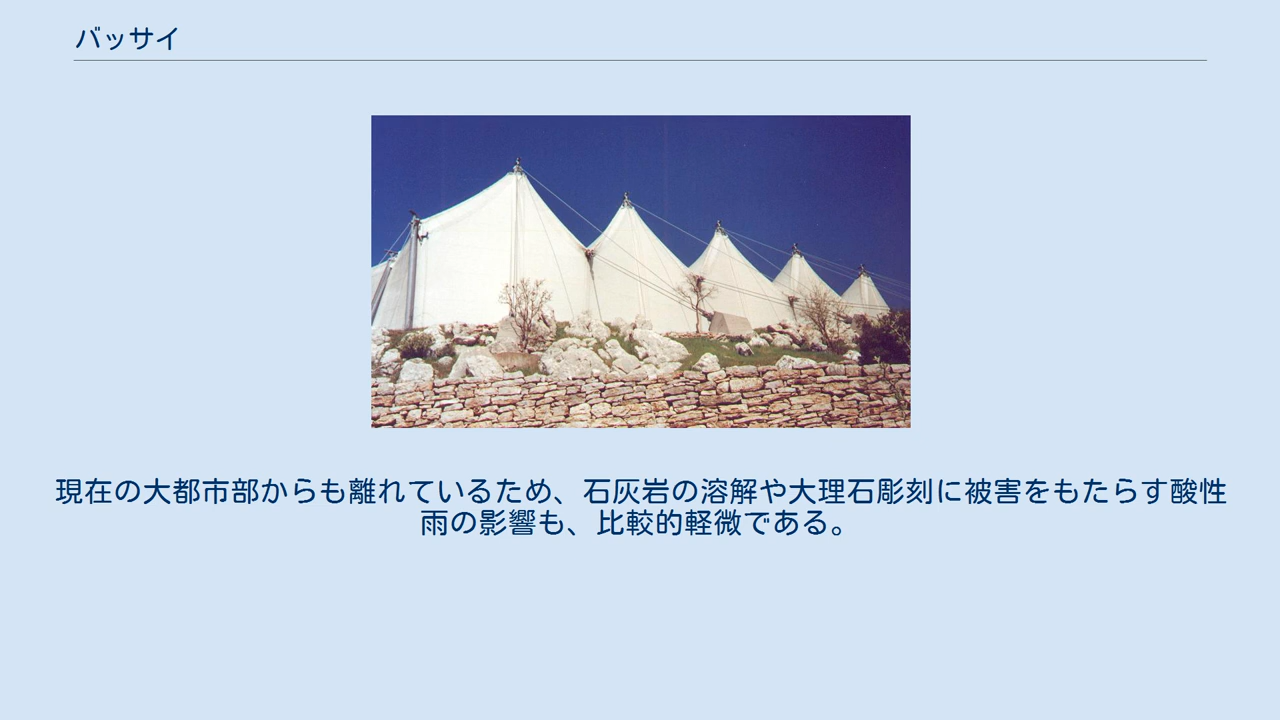 バッサイ
現在の大都市部からも離れているため、石灰岩の溶解や大理石彫刻に被害をもたらす酸性
雨の影響も、比較的軽微である。